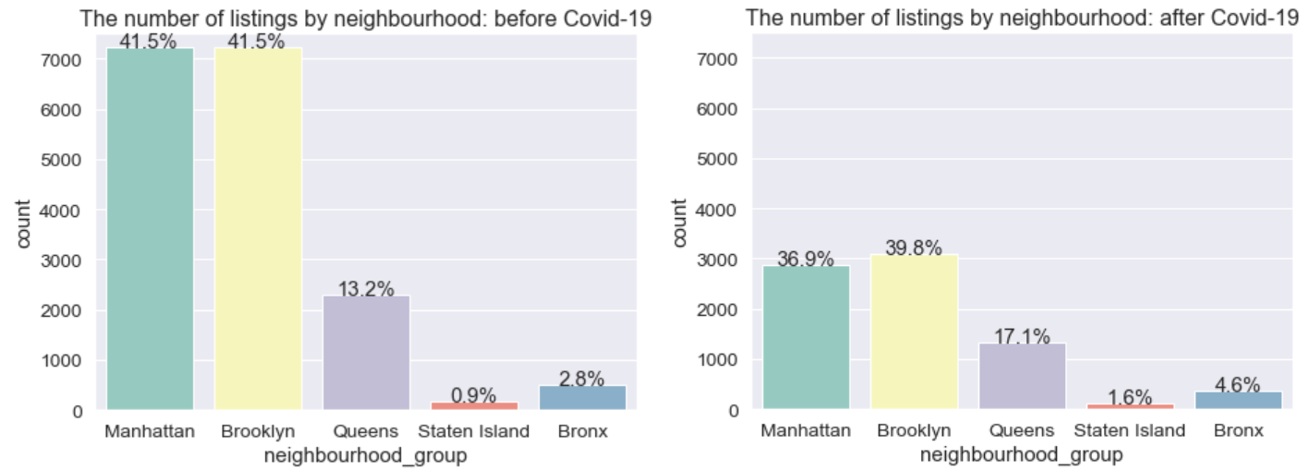 The number of listings by neighbourhood: before Covid-19
41.5%
41.5%
13.2%
0.9%
2.8%
7000
6000
5000
4000
3000
2000
1000
0
count
Manhattan
Brooklyn
Queens
Staten Island
Bronx
neighbourhood_group
The number of listings by neighbourhood: after Covid-19
36.9%
39.8%
17.1%
1.6%
4.6%
7000
6000
5000
4000
3000
2000
1000
0
count
Manhattan
Brooklyn
Queens
Staten Island
Bronx
neighbourhood_group